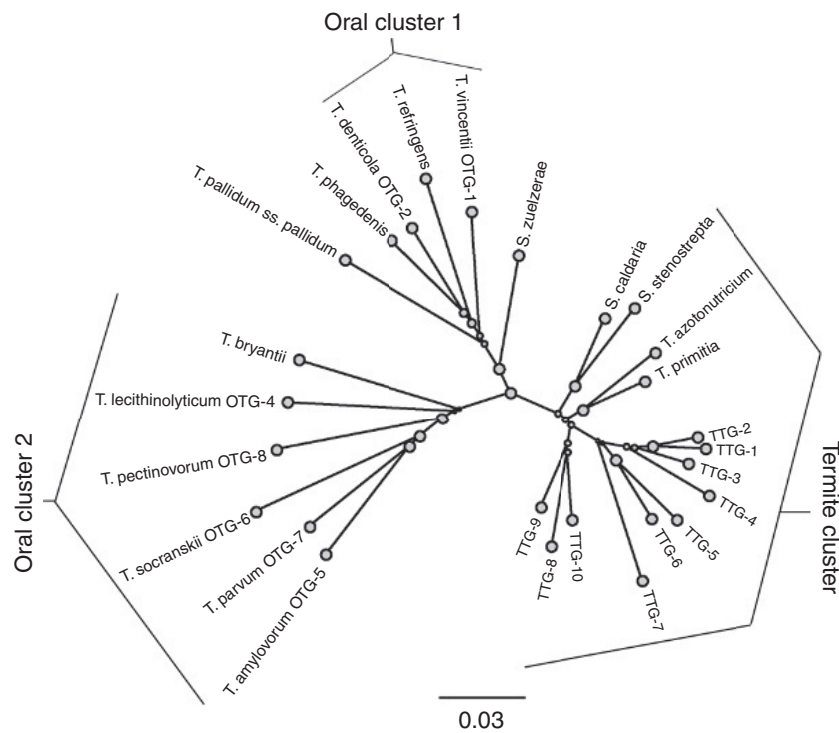 Oral cluster 1
T. vincentii OTG-1
T. refringens
T. denticola OTG-2
T. phagedenis
T. pallidum ss. pallidum
S. zuelzerae
S. caldaria
S. stenostrepta
T. azotonutricium
T. primitia
T. bryantii
T. lecithinolyticum OTG-4
T. pectinovorum OTG-8
T. socranskii OTG-6
T. parvum OTG-7
T. amylovorum OTG-5
Oral cluster 2
TTG-2
TTG-1
TTG-3
TTG-4
TTG-5
TTG-6
TTG-7
TTG-9
TTG-8
TTG-10
Termite cluster
0.03